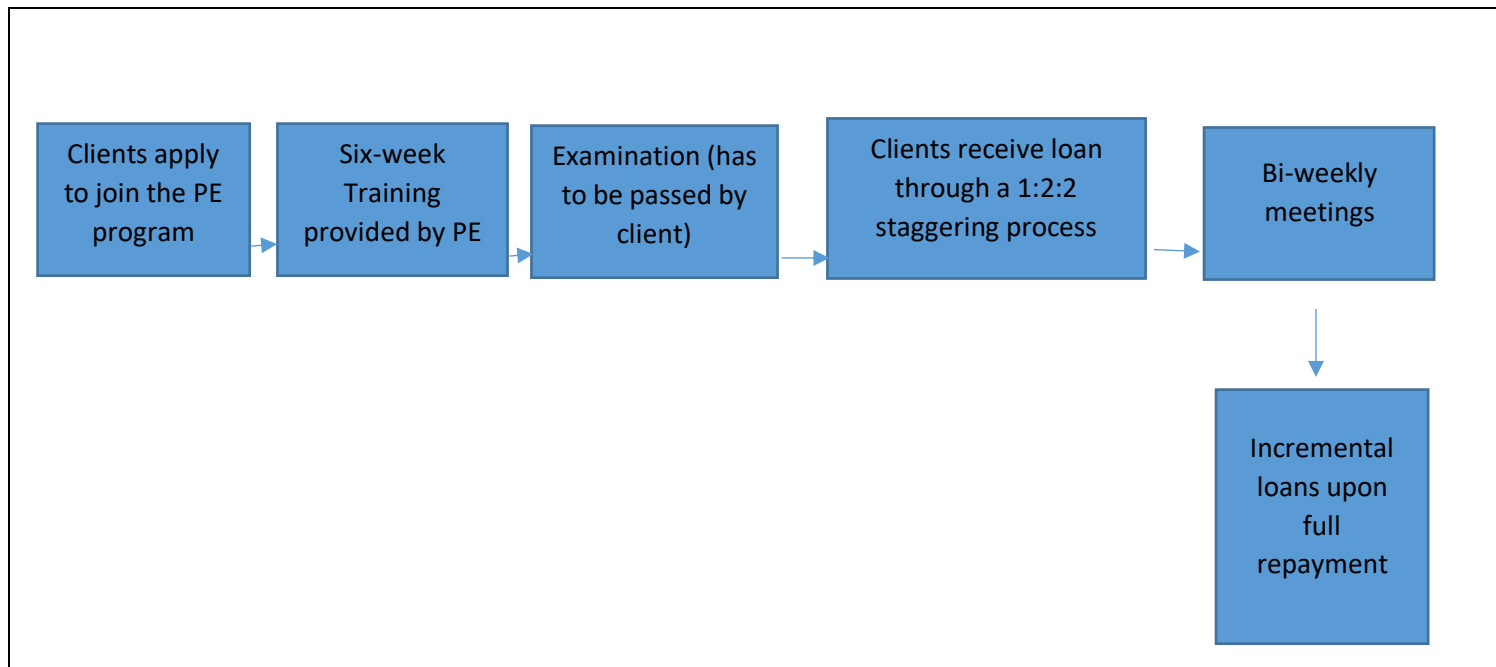 Clients apply
to join the PE
program
Six-week
Training
provided by PE
Examination (has
to be passed by
client)
Clients receive loan
through a 1:2:2
staggering process
Bi-weekly
meetings
Incremental
loans upon
full
repayment